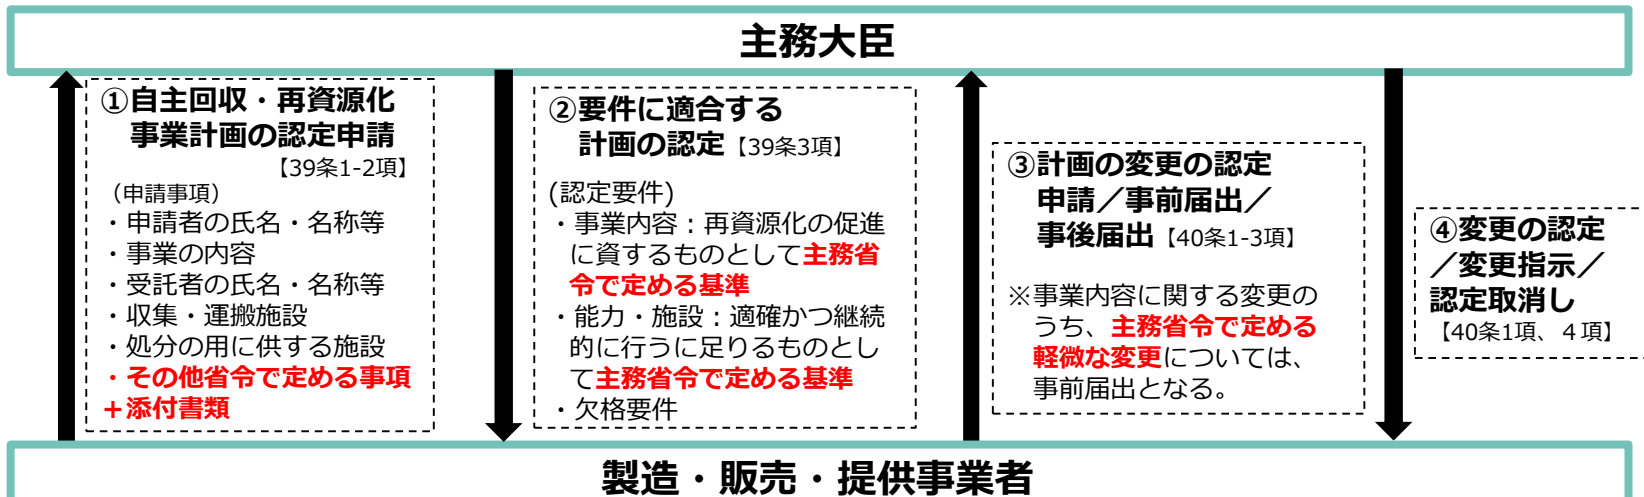 主務大臣
①自主回収・再資源化
事業計画の認定申請
【39条1-2項】
（申請事項）
・申請者の氏名・名称等
・事業の内容
・受託者の氏名・名称等
・収集・運搬施設
・処分の用に供する施設
・その他省令で定める事項
＋添付書類
②要件に適合する
計画の認定【39条3項】
(認定要件)
・事業内容：再資源化の促進
に資するものとして主務省
令で定める基準
・能力・施設：適確かつ継続
的に行うに足りるものとし
て主務省令で定める基準
・欠格要件
③計画の変更の認定
申請／事前届出／
事後届出【40条1-3項】
※事業内容に関する変更の
うち、主務省令で定める
軽微な変更については、
事前届出となる。
④変更の認定
／変更指示／
認定取消し
【40条1項、４項】
製造・販売・提供事業者